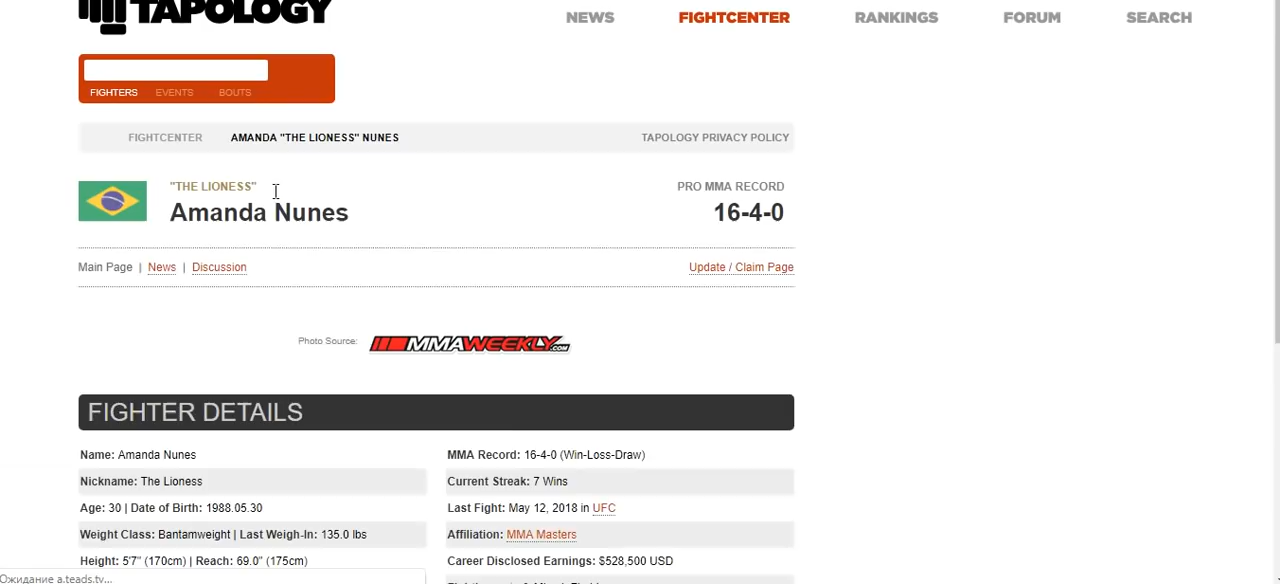 TAPOLOGY
NEWS FIGHTCENTER RANKINGS FORUM SEARCH
FIGHTERS EVENTS BOUTS
FIGHTCENTER AMANDA "THE LIONESS" NUNES TAPOLOGY PRIVACY POLICY
"THE LIONESS" PRO MMA RECORD
Amanda Nunes 16-4-0
Main Page | News | Discussion Update / Claim Page
Photo Source: MMAWEEKLY.COM
FIGHTER DETAILS
Name: Amanda Nunes MMA Record: 16-4-0 (Win-Loss-Draw)
Nickname: The Lioness Current Streak: 7 Wins
Age: 30 | Date of Birth: 1988.05.30 Last Fight: May 12, 2018 in UFC
Weight Class: Bantamweight | Last Weigh-In: 135.0 lbs Affiliation: MMA Masters
Height: 5'7" (170cm) | Reach: 69.0" (175cm) Career Disclosed Earnings: $528,500 USD
Ожидание a.teads.tv...